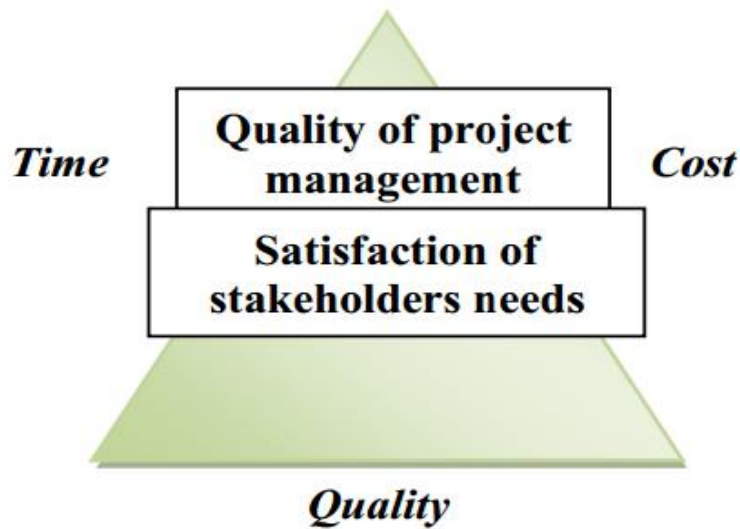 Quality of project
management
Time
Cost
Satisfaction of
stakeholders needs
Quality